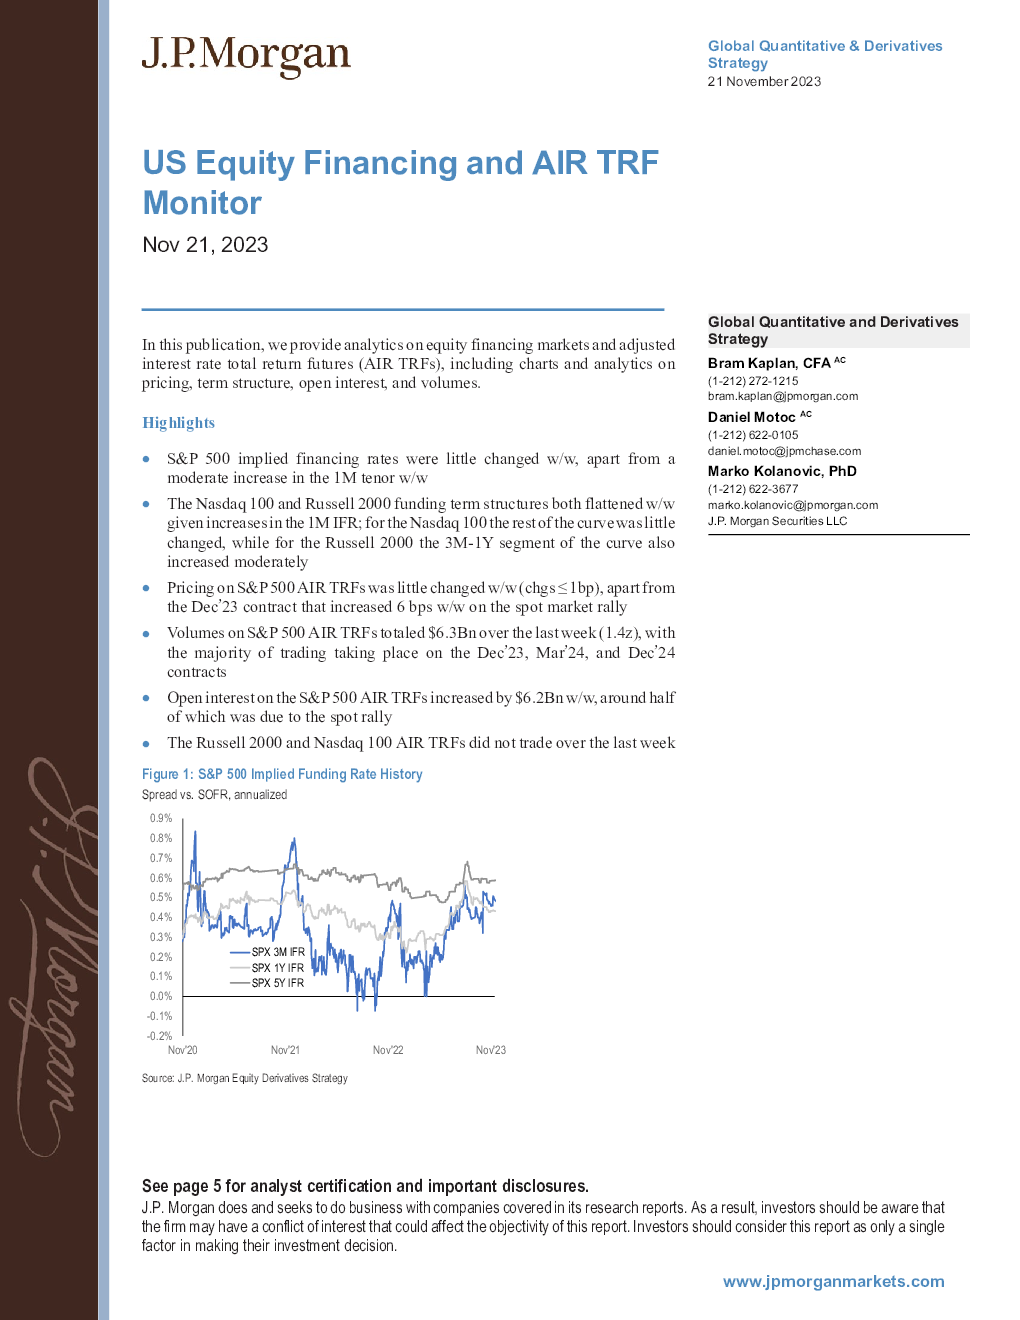 J.P.Morgan
Global Quantitative & Derivatives
Strategy
21 November 2023
US Equity Financing and AIR TRF
Monitor
Nov 21, 2023
In this publication, we provide analytics on equity financing markets and adjusted
interest rate total return futures (AIR TRFs), including charts and analytics on
pricing, term structure, open interest, and volumes.
Highlights
• S&P 500 implied financing rates were little changed w/w, apart from a
moderate increase in the 1M tenor w/w
• The Nasdaq 100 and Russell 2000 funding term structures both flattened w/w
given increases in the 1M IFR; for the Nasdaq 100 the rest of the curve was little
changed, while for the Russell 2000 the 3M-1Y segment of the curve also
increased moderately
• Pricing on S&P 500 AIR TRFs was little changed w/w (chgs ≤ 1bp), apart from
the Dec’23 contract that increased 6 bps w/w on the spot market rally
• Volumes on S&P 500 AIR TRFs totaled $6.3Bn over the last week (1.4z), with
the majority of trading taking place on the Dec’23, Mar’24, and Dec’24
contracts
• Open interest on the S&P 500 AIR TRFs increased by $6.2Bn w/w, around half
of which was due to the spot rally
• The Russell 2000 and Nasdaq 100 AIR TRFs did not trade over the last week
Global Quantitative and Derivatives
Strategy
Bram Kaplan, CFA AC
(1-212) 272-1215
bram.kaplan@jpmorgan.com
Daniel Motoc AC
(1-212) 622-0105
daniel.motoc@jpmchase.com
Marko Kolanovic, PhD
(1-212) 622-3677
marko.kolanovic@jpmorgan.com
J.P. Morgan Securities LLC
Figure 1: S&P 500 Implied Funding Rate History
Spread vs. SOFR, annualized
0.9%
0.8%
0.7%
0.6%
0.5%
0.4%
0.3%
0.2%
0.1%
0.0%
-0.1%
-0.2%
SPX 3M IFR
SPX 1Y IFR
SPX 5Y IFR
Nov'20 Nov'21 Nov'22 Nov'23
Source: J.P. Morgan Equity Derivatives Strategy
J.P.Morgan
See page 5 for analyst certification and important disclosures.
J.P. Morgan does and seeks to do business with companies covered in its research reports. As a result, investors should be aware that
the firm may have a conflict of interest that could affect the objectivity of this report. Investors should consider this report as only a single
factor in making their investment decision.
www.jpmorganmarkets.com